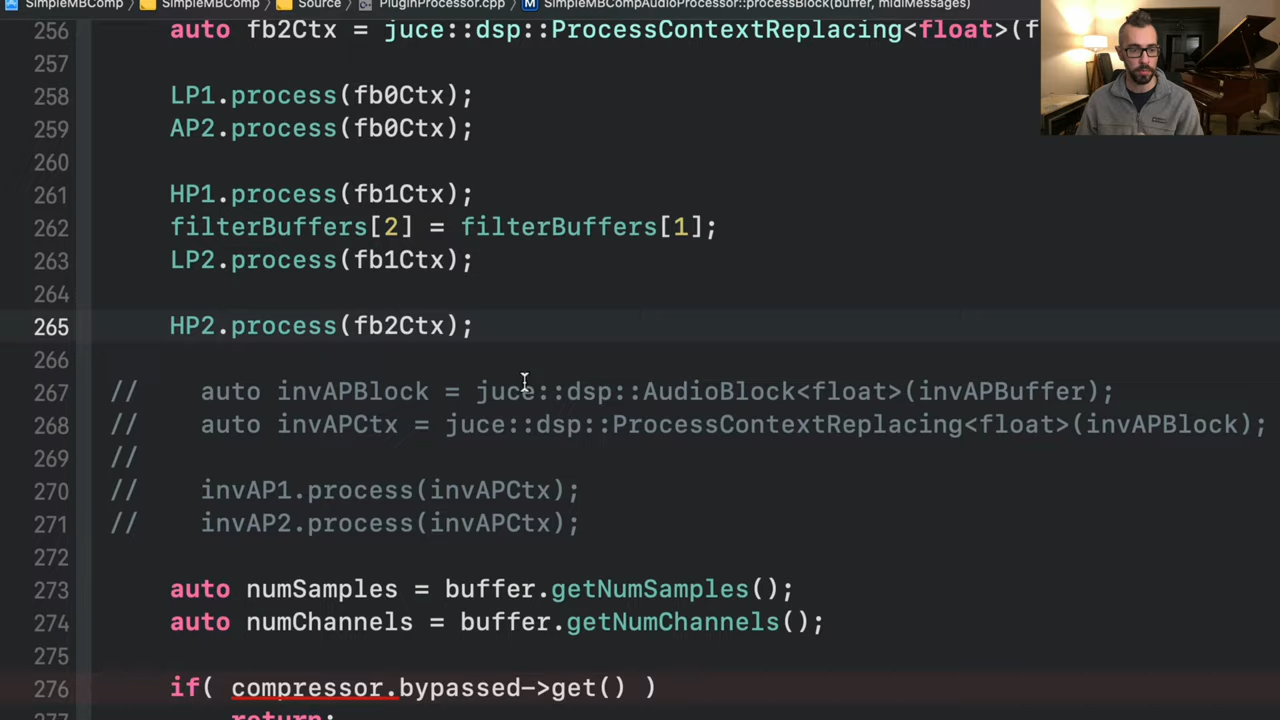 SimpleMBComp > SimpleMBComp > Source > PluginProcessor.cpp > M SimpleMBCompAudioProcessor::processBlock(buffer, midiMessages)
256 auto fb2Ctx = juce::dsp::ProcessContextReplacing<float>(f
257
258 LP1.process(fb0Ctx);
259 AP2.process(fb0Ctx);
260
261 HP1.process(fb1Ctx);
262 filterBuffers[2] = filterBuffers[1];
263 LP2.process(fb1Ctx);
264
265 HP2.process(fb2Ctx);
266
267 // auto invAPBlock = juce::dsp::AudioBlock<float>(invAPBuffer);
268 // auto invAPCtx = juce::dsp::ProcessContextReplacing<float>(invAPBlock);
269 //
270 // invAP1.process(invAPCtx);
271 // invAP2.process(invAPCtx);
272
273 auto numSamples = buffer.getNumSamples();
274 auto numChannels = buffer.getNumChannels();
275
276 if( compressor.bypassed->get() )
277 return;